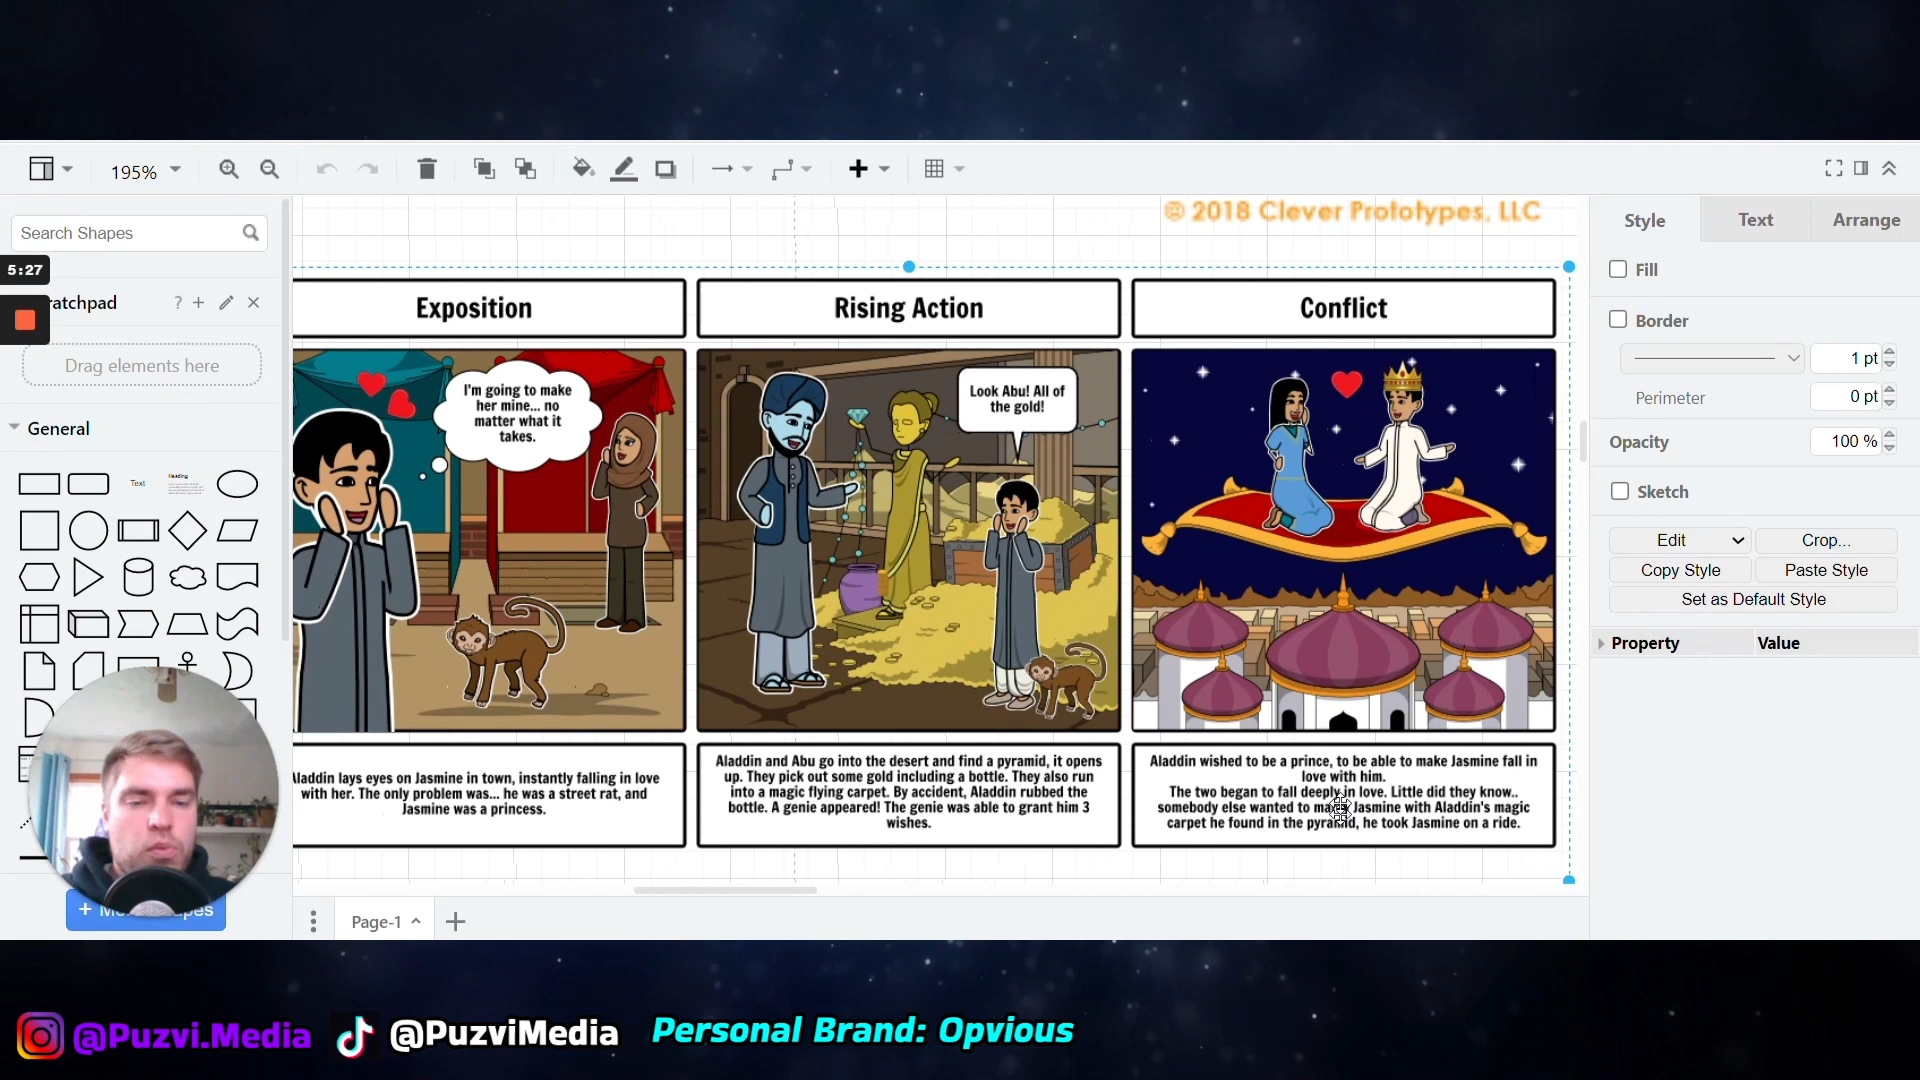 195%
Search Shapes
5:27
ratchpad
?
Drag elements here
General
Text
Heading
Page-1
© 2018 Clever Prototypes, LLC
Exposition
Rising Action
Conflict
I'm going to make
her mine... no
matter what it
takes.
Look Abu! All of
the gold!
laddin lays eyes on Jasmine in town, instantly falling in love
with her. The only problem was... he was a street rat, and
Jasmine was a princess.
Aladdin and Abu go into the desert and find a pyramid, it opens
up. They pick out some gold including a bottle. They also run
into a magic flying carpet. By accident, Aladdin rubbed the
bottle. A genie appeared! The genie was able to grant him 3
wishes.
Aladdin wished to be a prince, to be able to make Jasmine fall in
love with him.
The two began to fall deeply in love. Little did they know..
somebody else wanted to Jasmine with Aladdin's magic
carpet he found in the pyramid, he took Jasmine on a ride.
Style
Text
Arrange
Fill
Border
1 pt
Perimeter
0 pt
Opacity
100 %
Sketch
Edit
Crop...
Copy Style
Paste Style
Set as Default Style
Property
Value
@Puzvi.Media
@PuzviMedia
Personal Brand: Opvious